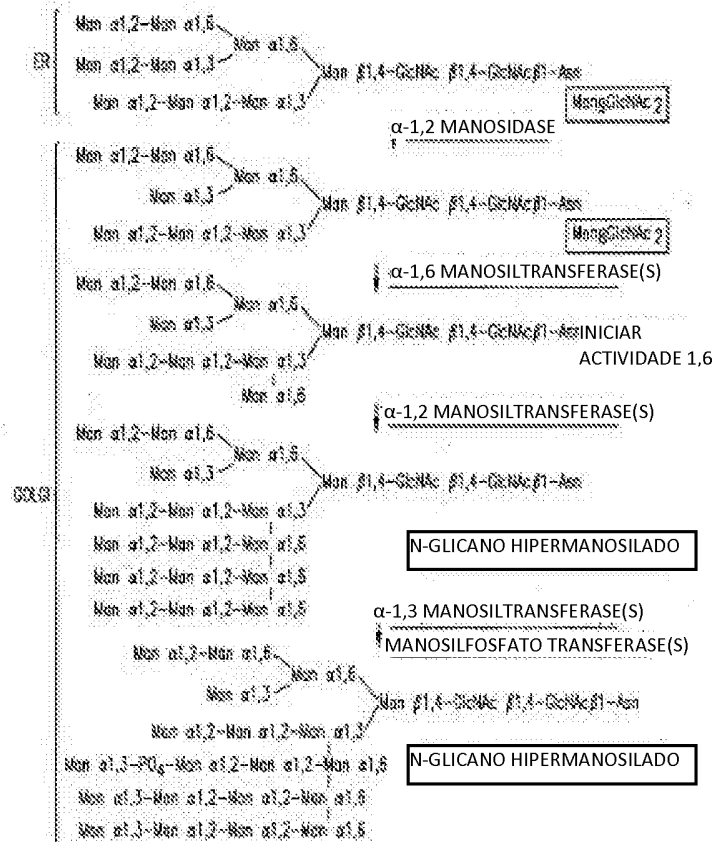 Man α1,2-Man α1,6
Man α1,6
ER
Man α1,2-Man α1,3
Man β1,4-GlcNAc β1,4-GlcNAcβ1-Asn
Man α1,2-Man α1,2-Man α1,3
GlcNAc 2
α-1,2 MANOSIDASE
Man α1,2-Man α1,6
Man α1,6
Man α1,3
Man β1,4-GlcNAc β1,4-GlcNAcβ1-Asn
Man α1,2-Man α1,2-Man α1,3
GlcNAc 2
α-1,6 MANOSILTRANSFERASE(S)
Man α1,2-Man α1,6
Man α1,6
Man α1,3
Man β1,4-GlcNAc β1,4-GlcNAcβ1-Asn INICIAR
ACTIVIDADE 1,6
Man α1,2-Man α1,2-Man α1,3
Man α1,6
α-1,2 MANOSILTRANSFERASE(S)
Man α1,2-Man α1,6
Man α1,6
Man α1,3
Man β1,4-GlcNAc β1,4-GlcNAcβ1-Asn
GOLGI
Man α1,2-Man α1,2-Man α1,3
Man α1,2-Man α1,2-Man α1,6
N-GLICANO HIPERMANOSILADO
Man α1,2-Man α1,2-Man α1,6
Man α1,2-Man α1,2-Man α1,6
α-1,3 MANOSILTRANSFERASE(S)
MANOSILFOSFATO TRANSFERASE(S)
Man α1,2-Man α1,6
Man α1,6
Man α1,3
Man β1,4-GlcNAc β1,4-GlcNAcβ1-Asn
Man α1,2-Man α1,2-Man α1,3
Man α1,3-PO4-Man α1,2-Man α1,2-Man α1,6
N-GLICANO HIPERMANOSILADO
Man α1,3-Man α1,2-Man α1,2-Man α1,6
Man α1,3-Man α1,2-Man α1,2-Man α1,6